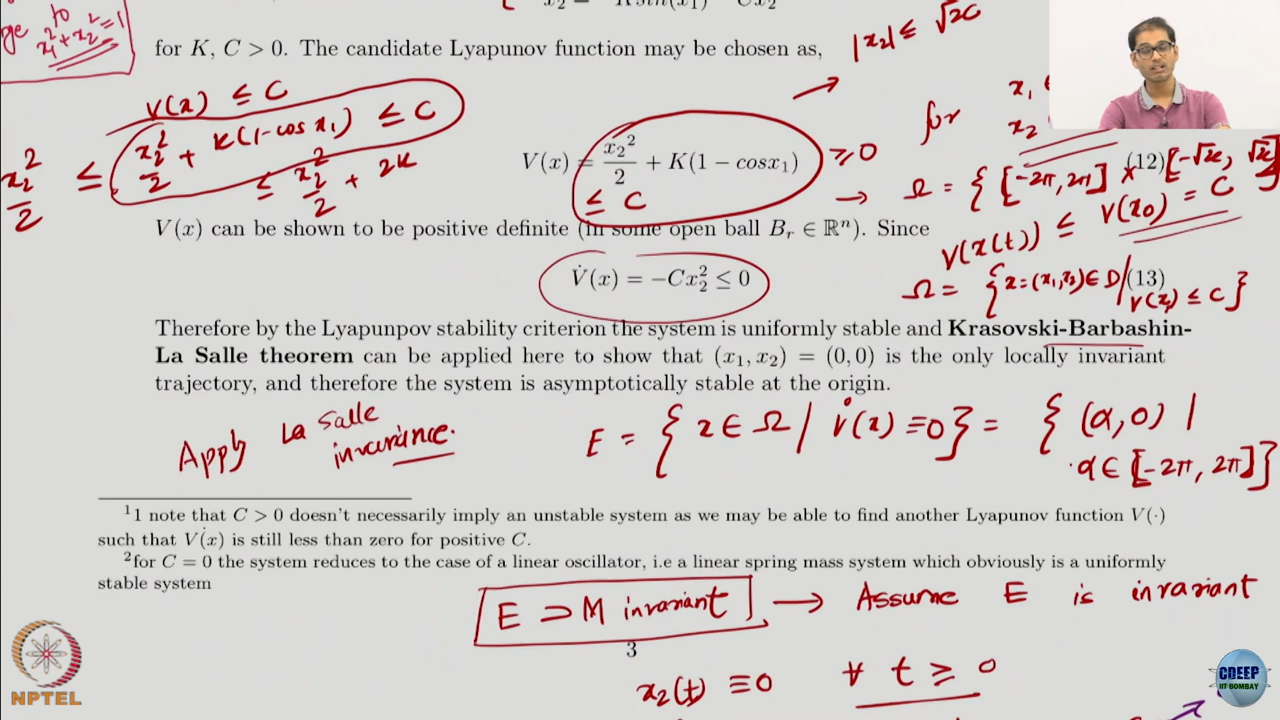 to
x₁²+x₂²=1
for K, C > 0. The candidate Lyapunov function may be chosen as,
|x₂| ≤ √2C
V(x) ≤ C
x₂²/2 ≤ x₂²/2 + K(1-cos x₁) ≤ C
≤ x₂²/2 + 2K
V(x) = x₂²/2 + K(1 − cosx₁) ≥ 0 for
≤ C
x₁
x₂
(12)
→ Ω = { [-2π, 2π] × [-√2C, √2C] }
V(x) can be shown to be positive definite (in some open ball Bᵣ ∈ ℝⁿ). Since
V(x(t)) ≤ V(x₀) = C
V̇(x) = −Cx₂² ≤ 0
(13)
Ω = { x=(x₁,x₂) ∈ D / V(x) ≤ C }
Therefore by the Lyapunpov stability criterion the system is uniformly stable and Krasovski-Barbashin-
La Salle theorem can be applied here to show that (x₁, x₂) = (0, 0) is the only locally invariant
trajectory, and therefore the system is asymptotically stable at the origin.
Apply La Salle
invariance.
E = { x ∈ Ω / V̇(x) ≡ 0 } = { (α, 0) |
α ∈ [-2π, 2π] }
¹1 note that C > 0 doesn't necessarily imply an unstable system as we may be able to find another Lyapunov function V(·)
such that V̇(x) is still less than zero for positive C.
²for C = 0 the system reduces to the case of a linear oscillator, i.e a linear spring mass system which obviously is a uniformly
stable system
E ⊃ M invariant → Assume E is invariant
3
x₂(t) ≡ 0 ∀ t ≥ 0
NPTEL
CDEEP
IIT BOMBAY